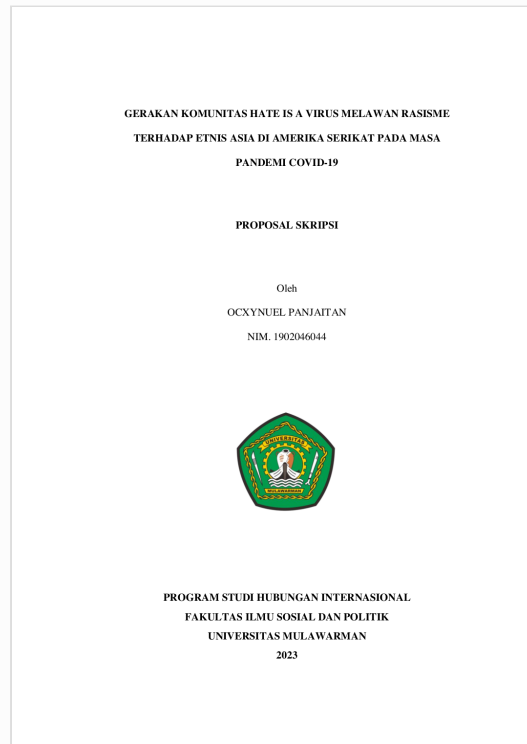 GERAKAN KOMUNITAS HATE IS A VIRUS MELAWAN RASISME
TERHADAP ETNIS ASIA DI AMERIKA SERIKAT PADA MASA
PANDEMI COVID-19
PROPOSAL SKRIPSI
Oleh
OCXYNUEL PANJAITAN
NIM. 1902046044
UNIVERSITAS
MULAWARMAN
PROGRAM STUDI HUBUNGAN INTERNASIONAL
FAKULTAS ILMU SOSIAL DAN POLITIK
UNIVERSITAS MULAWARMAN
2023